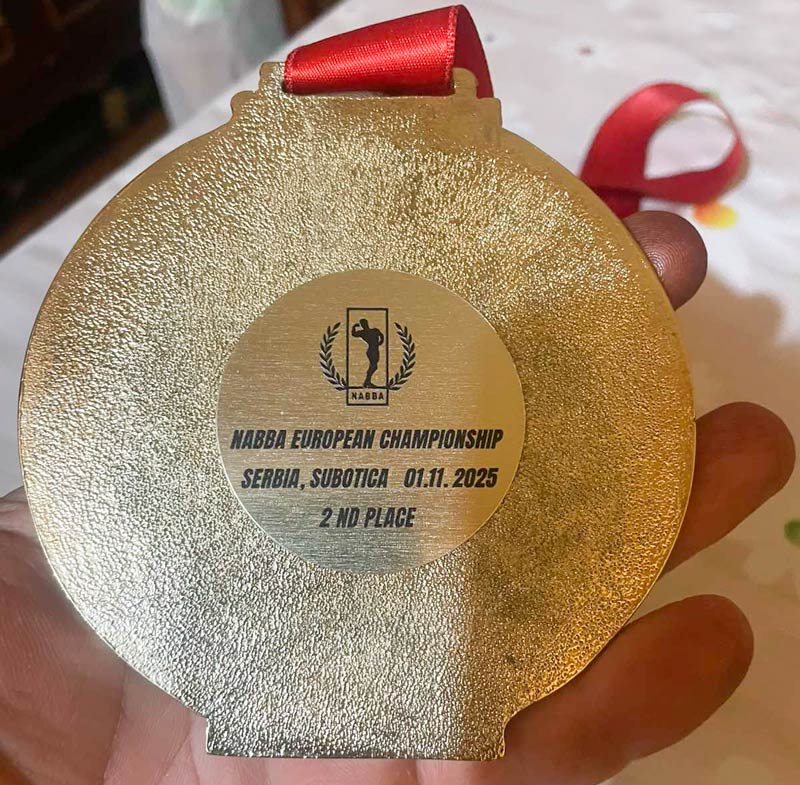 NABBA
NABBA EUROPEAN CHAMPIONSHIP
SERBIA, SUBOTICA 01.11. 2025
2 ND PLACE